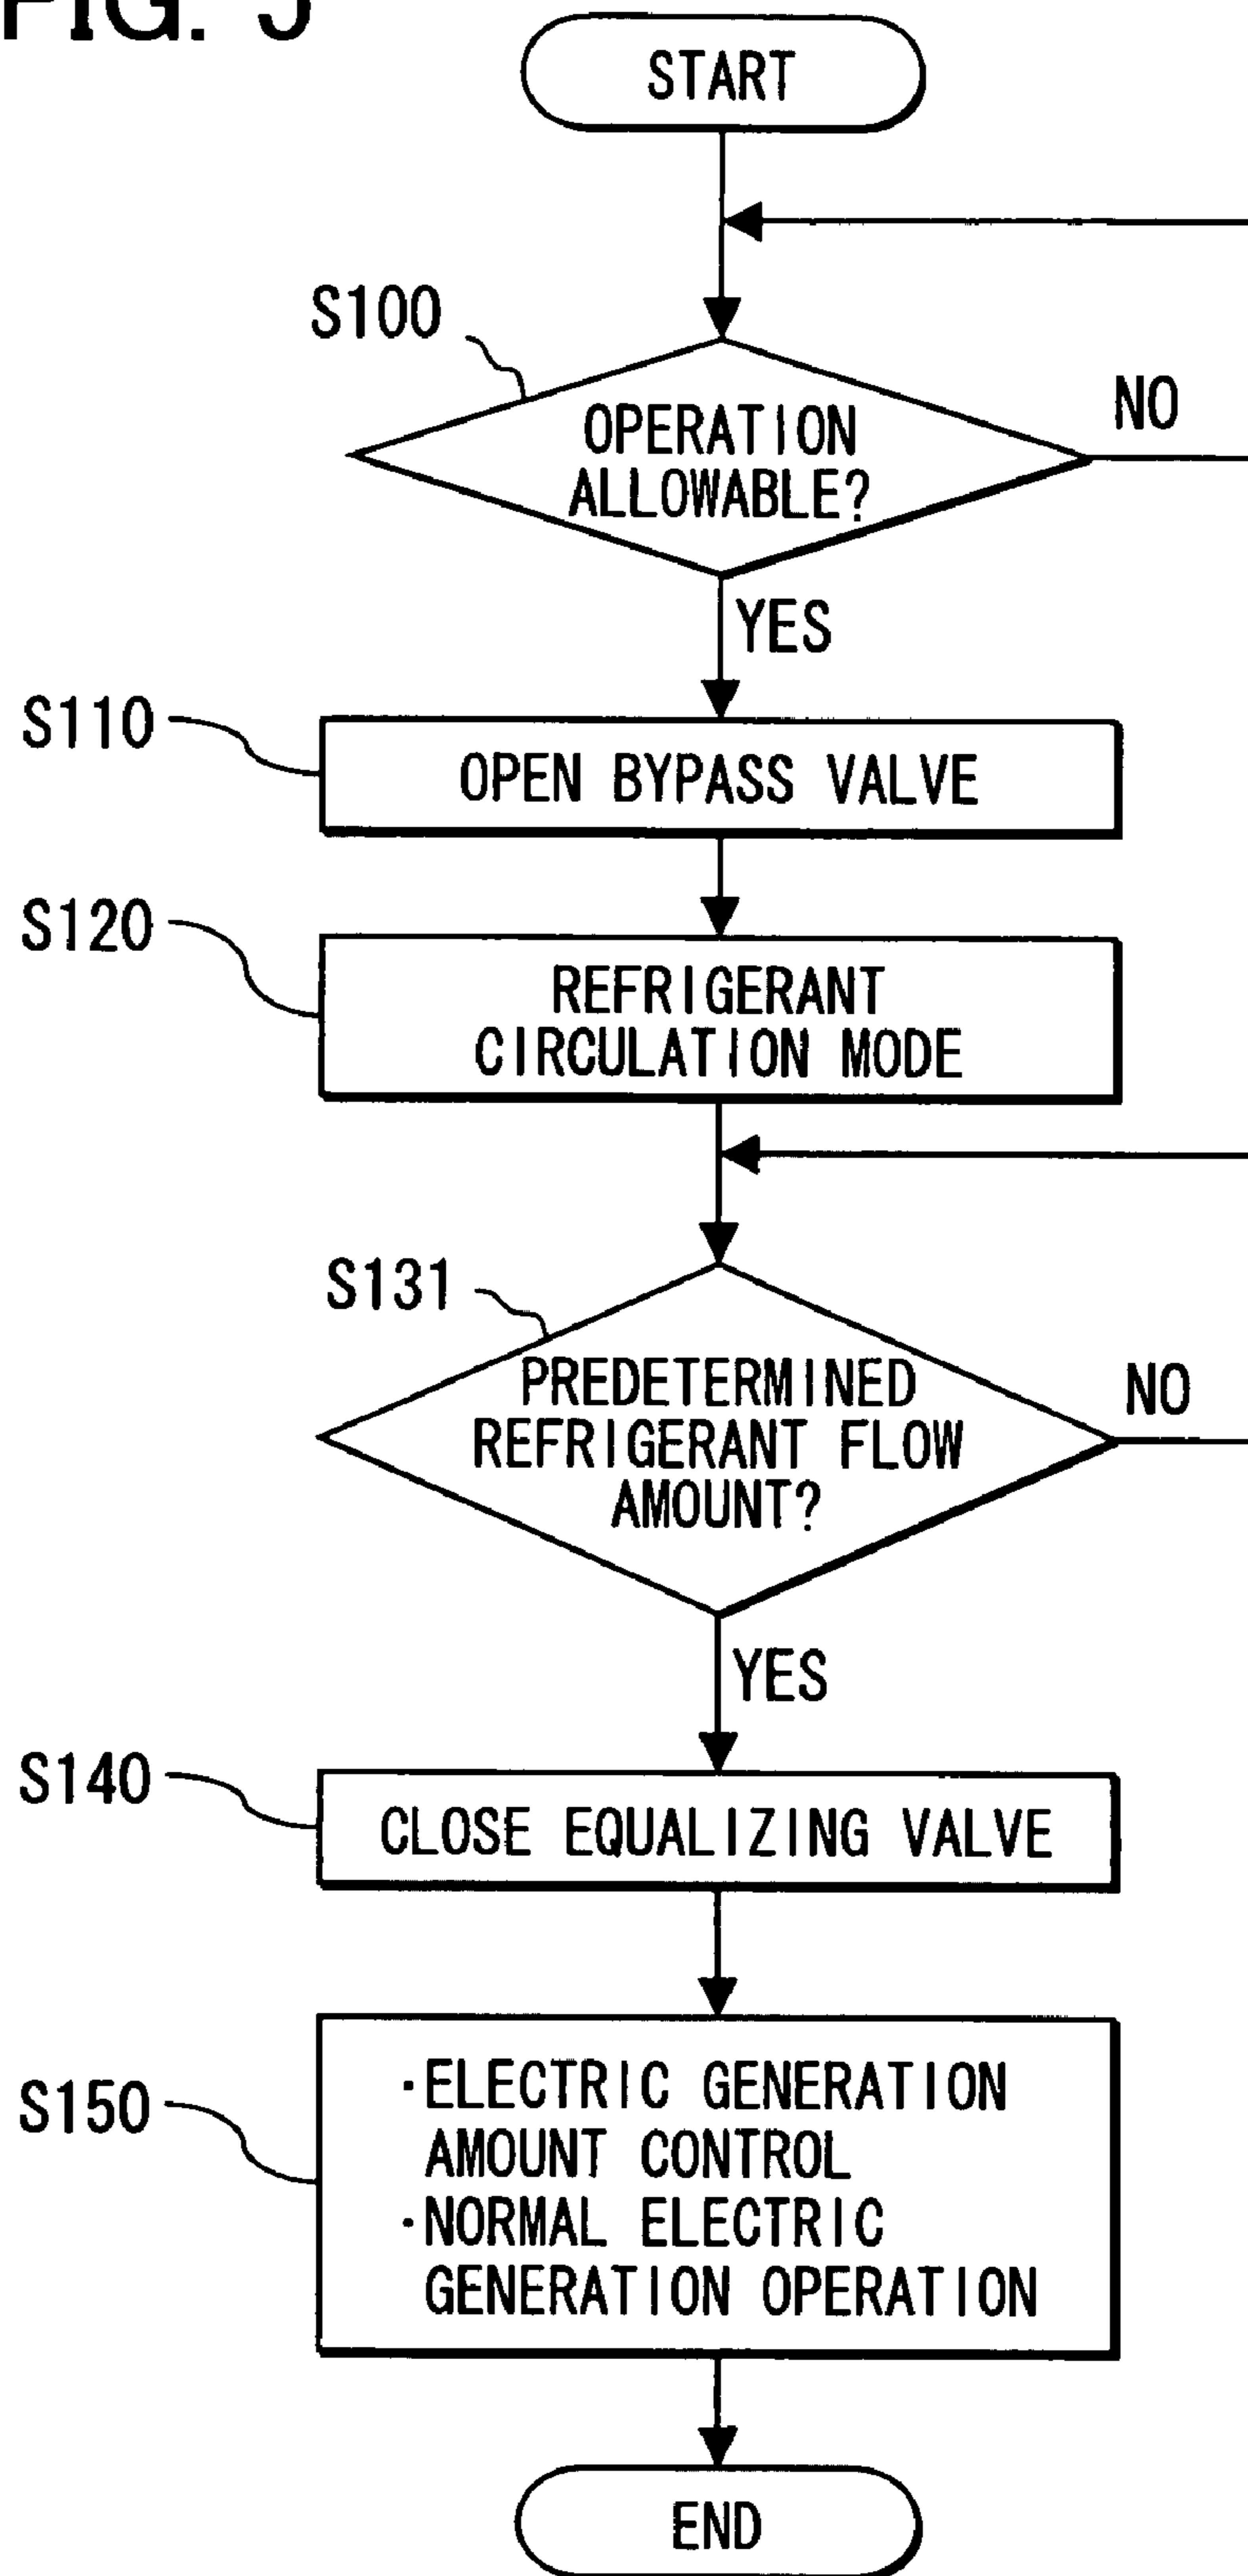 FIG.
START
S100
OPERATION
ALLOWABLE?
NO
YES
S110
OPEN BYPASS VALVE
S120
REFRIGERANT
CIRCULATION MODE
S131
PREDETERMINED
REFRIGERANT FLOW
AMOUNT?
NO
YES
S140
CLOSE EQUALIZING VALVE
S150
·ELECTRIC GENERATION
AMOUNT CONTROL
·NORMAL ELECTRIC
GENERATION OPERATION
END